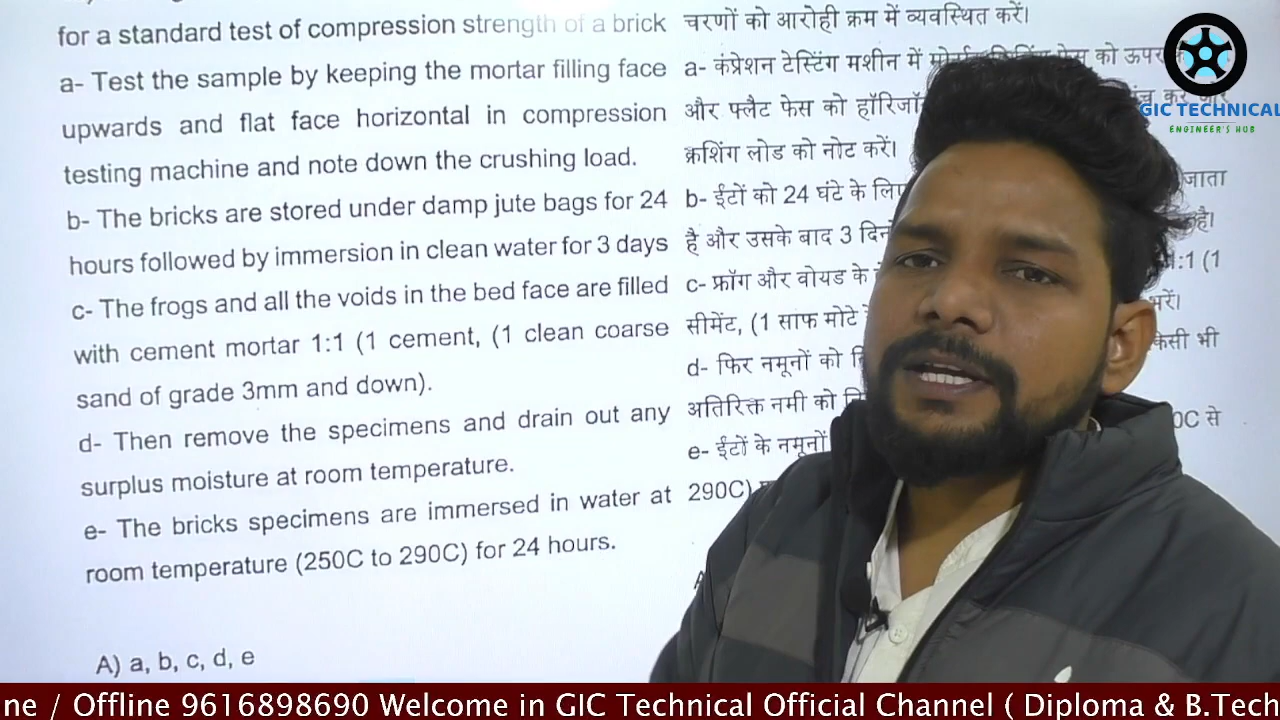 for a standard test of compression strength of a brick
a- Test the sample by keeping the mortar filling face
upwards and flat face horizontal in compression
testing machine and note down the crushing load.
b- The bricks are stored under damp jute bags for 24
hours followed by immersion in clean water for 3 days
c- The frogs and all the voids in the bed face are filled
with cement mortar 1:1 (1 cement, (1 clean coarse
sand of grade 3mm and down).
d- Then remove the specimens and drain out any
surplus moisture at room temperature.
e- The bricks specimens are immersed in water at
room temperature (250C to 290C) for 24 hours.
A) a, b, c, d, e
चरणों को आरोही क्रम में व्यवस्थित करें।
a- कंप्रेशन टेस्टिंग मशीन में को ऊपर
और फ्लैट फेस को
क्रशिंग लोड को नोट करें।
b- ईंटों को 24 घंटे के जाता
है और उसके बाद 3 है।
c- फ्रॉग और वोयड के 1:1 (1
सीमेंट, (1 साफ मोटे भरें।
d- फिर नमूनों को किसी भी
अतिरिक्त नमी को
e- ईंटों के नमूनों 0C से
290C)
GIC TECHNICAL
ENGINEER'S HUB
ne / Offline 9616898690 Welcome in GIC Technical Official Channel ( Diploma & B.Tech